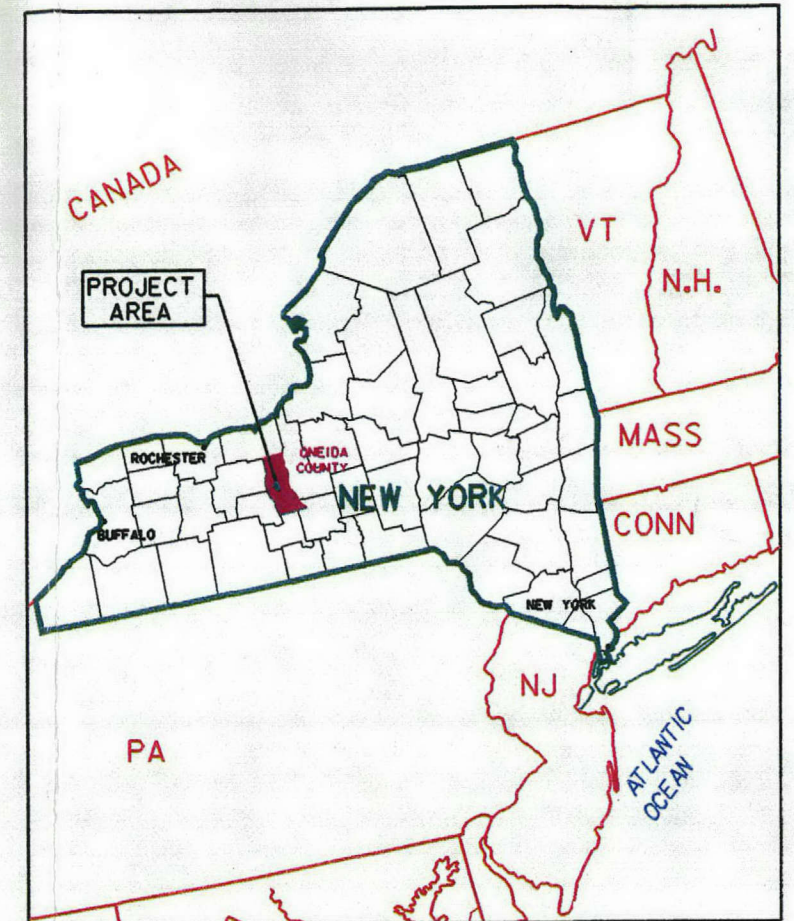 CANADA
VT
N.H.
PROJECT
AREA
MASS
ROCHESTER
ONEIDA
COUNTY
NEW YORK
CONN
BUFFALO
NEW YORK
NJ
PA
ATLANTIC
OCEAN